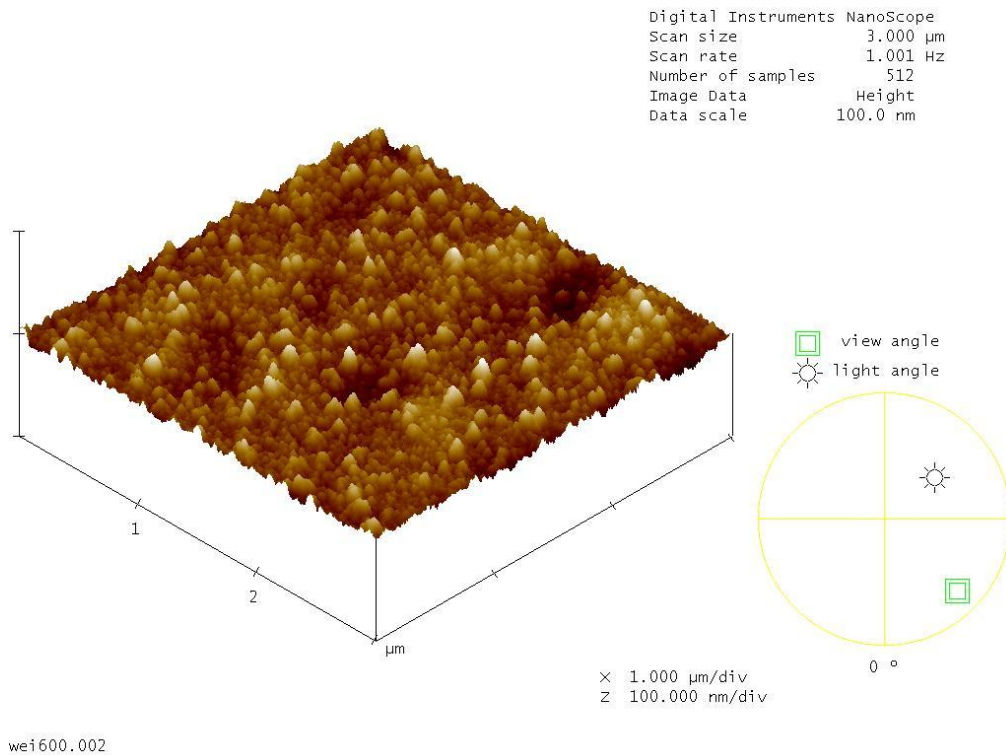 Digital Instruments NanoScope
Scan size 3.000 µm
Scan rate 1.001 Hz
Number of samples 512
Image Data Height
Data scale 100.0 nm
view angle
light angle
1
2
µm
0 º
X 1.000 µm/div
Z 100.000 nm/div
wei600.002